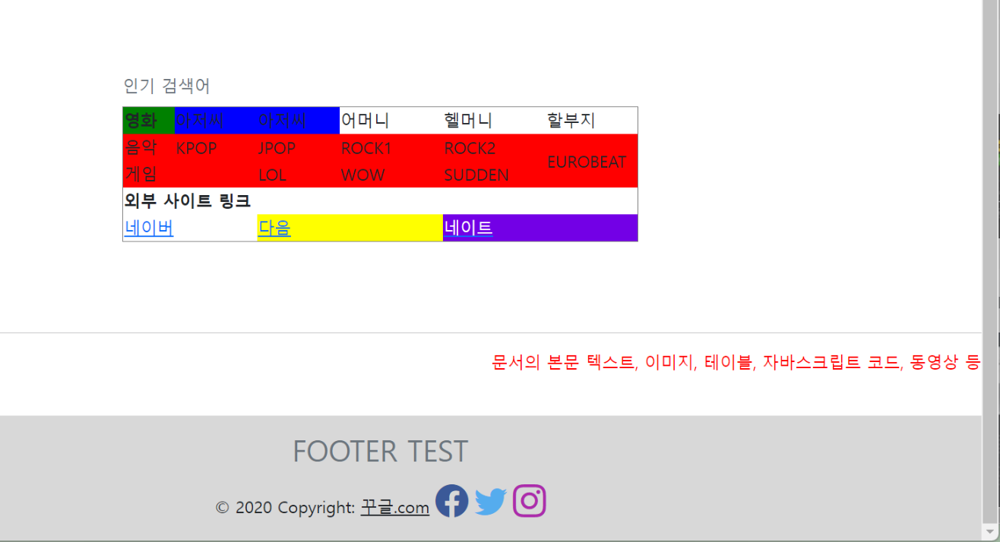 인기 검색어
영화 아저씨 아저씨 어머니 헬머니 할부지
음악 KPOP JPOP ROCK1 ROCK2 EUROBEAT
게임 LOL WOW SUDDEN
외부 사이트 링크
네이버 다음 네이트
문서의 본문 텍스트, 이미지, 테이블, 자바스크립트 코드, 동영상 등
FOOTER TEST
© 2020 Copyright: 꾸글.com